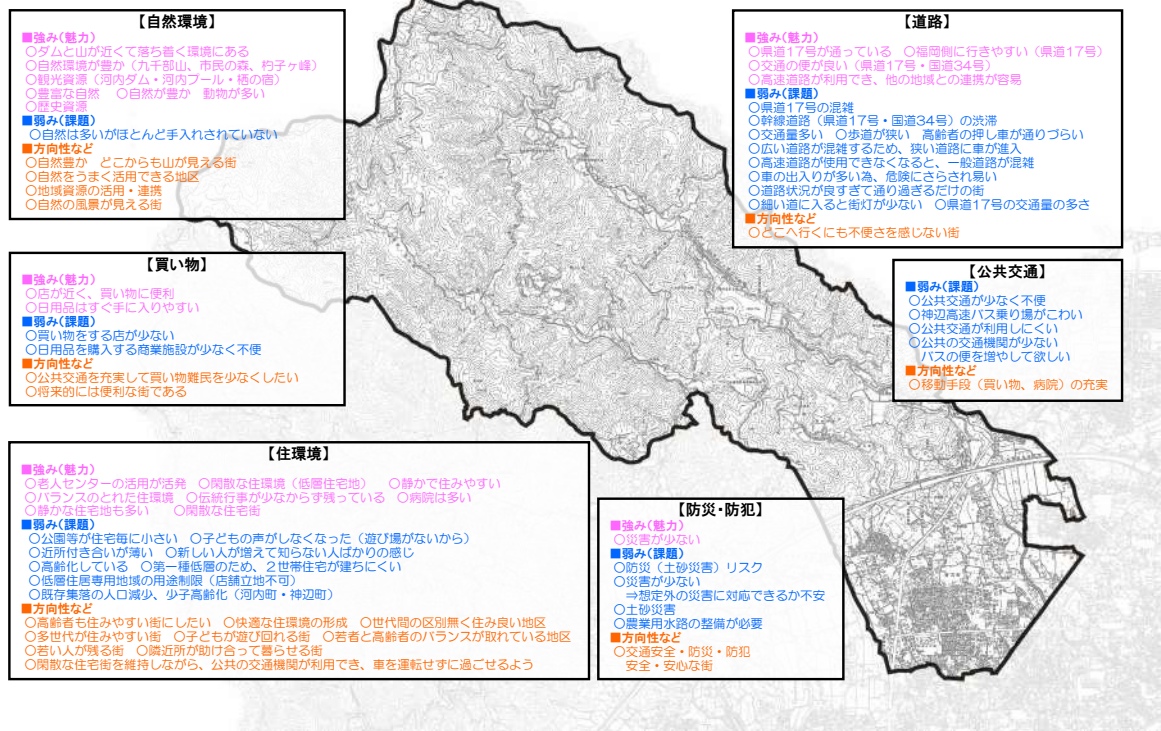 【自然環境】
■強み(魅力)
○ダムと山が近くて落ち着く環境にある
○自然環境が豊か（九千部山、市民の森、杓子ヶ峰）
○観光資源（河内ダム・河内プール・栖の宿）
○豊富な自然　○自然が豊か　動物が多い
○歴史資源
■弱み(課題)
○自然は多いがほとんど手入れされていない
■方向性など
○自然豊か　どこからも山が見える街
○自然をうまく活用できる地区
○地域資源の活用・連携
○自然の風景が見える街
【道路】
■強み(魅力)
○県道17号が通っている　○福岡側に行きやすい（県道17号）
○交通の便が良い（県道17号・国道34号）
○高速道路が利用でき、他の地域との連携が容易
■弱み(課題)
○県道17号の混雑
○幹線道路（県道17号・国道34号）の渋滞
○交通量多い　○歩道が狭い　高齢者の押し車が通りづらい
○広い道路が混雑するため、狭い道路に車が進入
○高速道路が使用できなくなると、一般道路が混雑
○車の出入りが多い為、危険にさらされ易い
○道路状況が良すぎて通り過ぎるだけの街
○細い道に入ると街灯が少ない　○県道17号の交通量の多さ
■方向性など
○どこへ行くにも不便さを感じない街
【買い物】
■強み(魅力)
○店が近く、買い物に便利
○日用品はすぐ手に入りやすい
■弱み(課題)
○買い物をする店が少ない
○日用品を購入する商業施設が少なく不便
■方向性など
○公共交通を充実して買い物難民を少なくしたい
○将来的には便利な街である
【公共交通】
■弱み(課題)
○公共交通が少なく不便
○神辺高速バス乗り場がこわい
○公共交通が利用しにくい
○公共の交通機関が少ない
バスの便を増やして欲しい
■方向性など
○移動手段（買い物、病院）の充実
【住環境】
■強み(魅力)
○老人センターの活用が活発　○閑散な住環境（低層住宅地）　○静かで住みやすい
○バランスのとれた住環境　○伝統行事が少なからず残っている　○病院は多い
○静かな住宅地も多い　○閑散な住宅街
■弱み(課題)
○公園等が住宅毎に小さい　○子どもの声がしなくなった（遊び場がないから）
○近所付き合いが薄い　○新しい人が増えて知らない人ばかりの感じ
○高齢化している　○第一種低層のため、２世帯住宅が建ちにくい
○低層住居専用地域の用途制限（店舗立地不可）
○既存集落の人口減少、少子高齢化（河内町・神辺町）
■方向性など
○高齢者も住みやすい街にしたい　○快適な住環境の形成　○世代間の区別無く住み良い地区
○多世代が住みやすい街　○子どもが遊び回れる街　○若者と高齢者のバランスが取れている地区
○若い人が残る街　○隣近所が助け合って暮らせる街
○閑散な住宅街を維持しながら、公共の交通機関が利用でき、車を運転せずに過ごせるよう
【防災・防犯】
■強み(魅力)
○災害が少ない
■弱み(課題)
○防災（土砂災害）リスク
○災害が少ない
⇒想定外の災害に対応できるか不安
○土砂災害
○農業用水路の整備が必要
■方向性など
○交通安全・防災・防犯
安全・安心な街